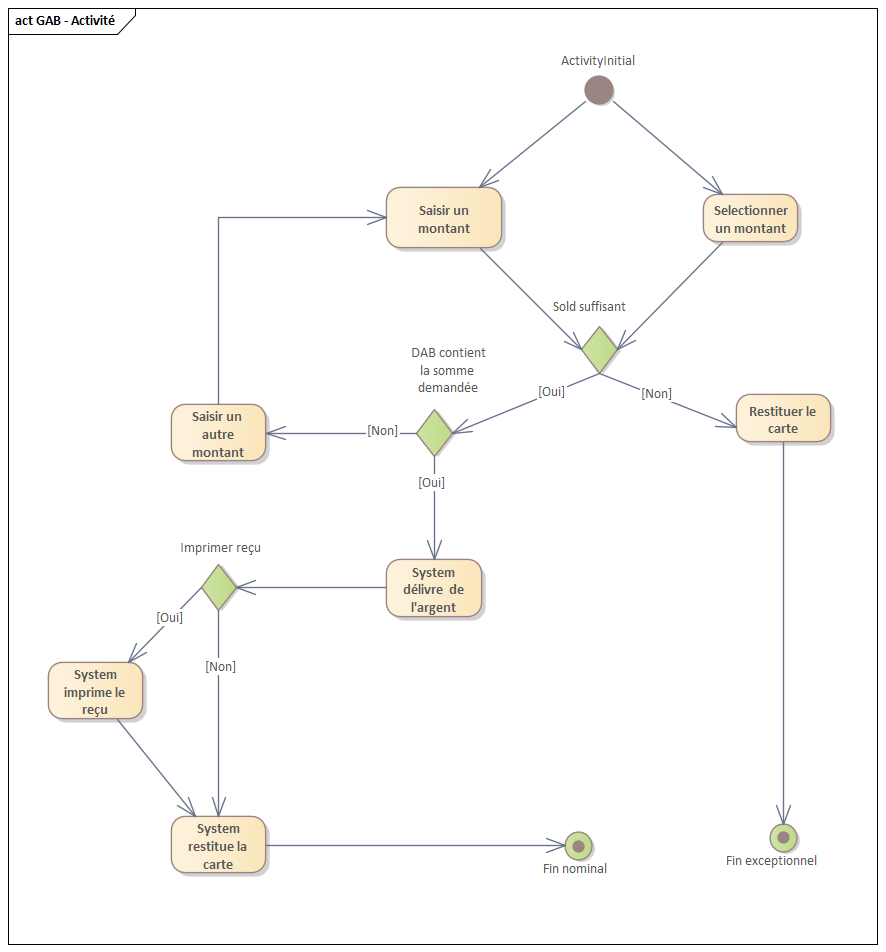 act GAB - Activité
ActivityInitial
Saisir un
montant
Selectionner
un montant
Sold suffisant
DAB contient
la somme
demandée
[Oui]
[Non]
Restituer le
carte
Saisir un
autre
montant
[Non]
[Oui]
Imprimer reçu
System
délivre de
l'argent
[Oui]
[Non]
System
imprime le
reçu
System
restitue la
carte
Fin nominal
Fin exceptionnel